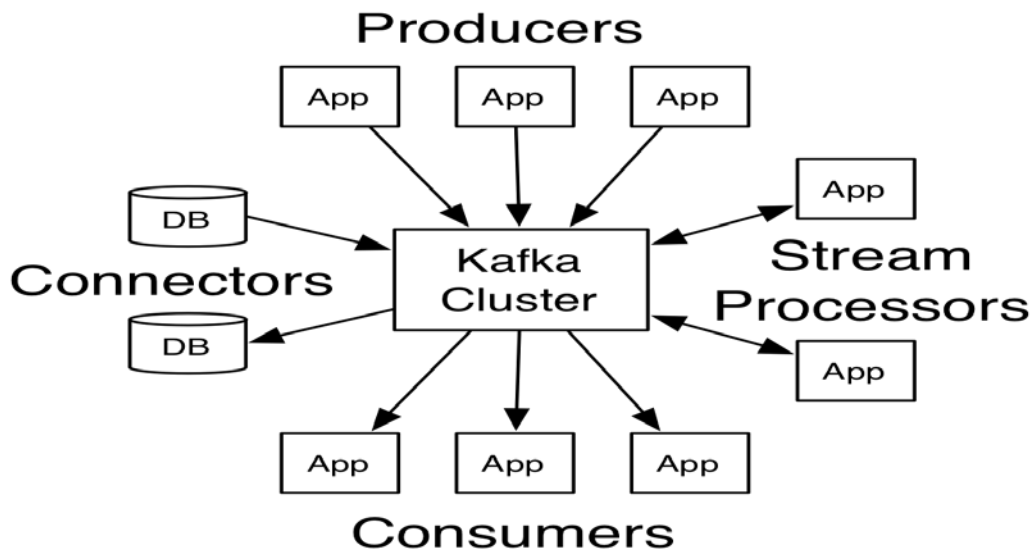 Producers
App
App
App
DB
App
Connectors
Kafka
Cluster
Stream
Processors
DB
App
App
App
App
Consumers